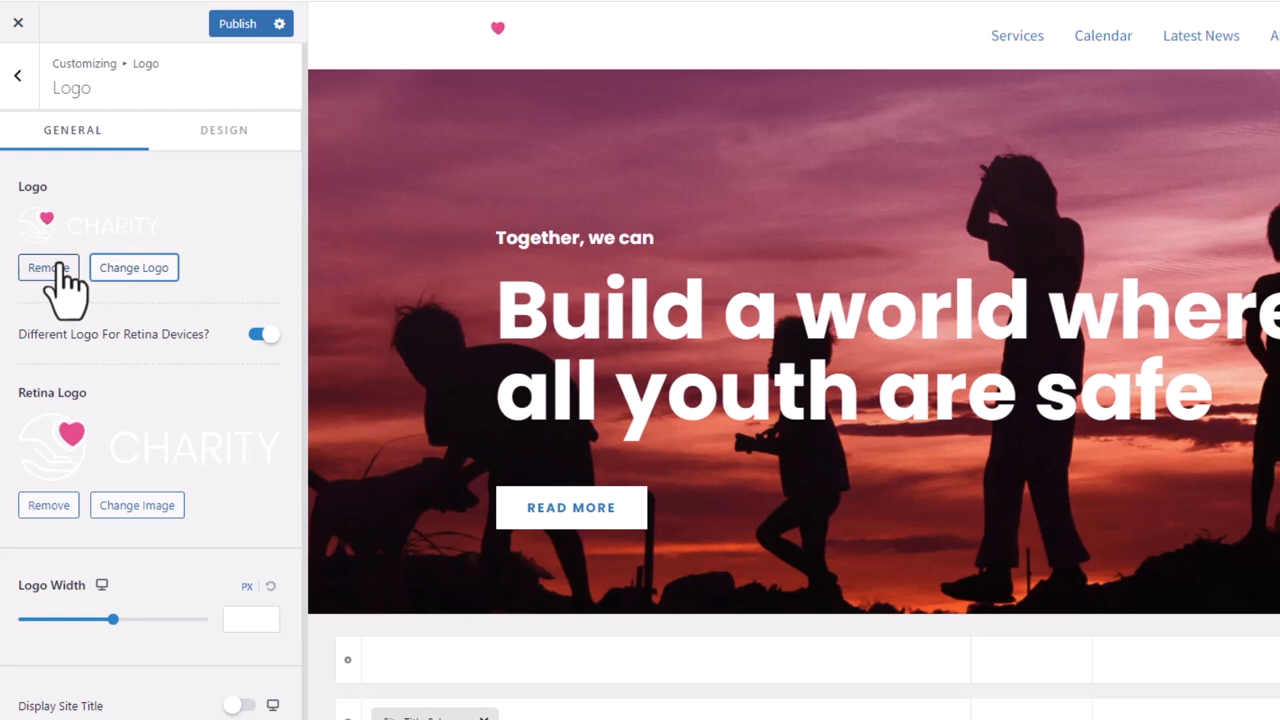 Publish
Customizing ▸ Logo
Logo
GENERAL
DESIGN
Logo
CHARITY
Change Logo
Different Logo For Retina Devices?
Retina Logo
CHARITY
Remove
Change Image
Logo Width
PX
Display Site Title
Services
Calendar
Latest News
Together, we can
Build a world where
all youth are safe
READ MORE